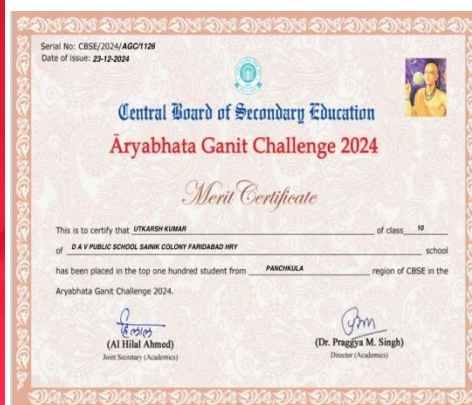 Serial No: CBSE/2024/AGC/1126
Date of issue: 23-12-2024
Central Board of Secondary Education
Āryabhata Ganit Challenge 2024
Merit Certificate
This is to certify that UTKARSH KUMAR of class 10
of D A V PUBLIC SCHOOL SAINIK COLONY FARIDABAD HRY school
has been placed in the top one hundred student from PANCHKULA region of CBSE in the
Aryabhata Ganit Challenge 2024.
(Al Hilal Ahmed) (Dr. Praggya M. Singh)
Joint Secretary (Academics) Director (Academics)